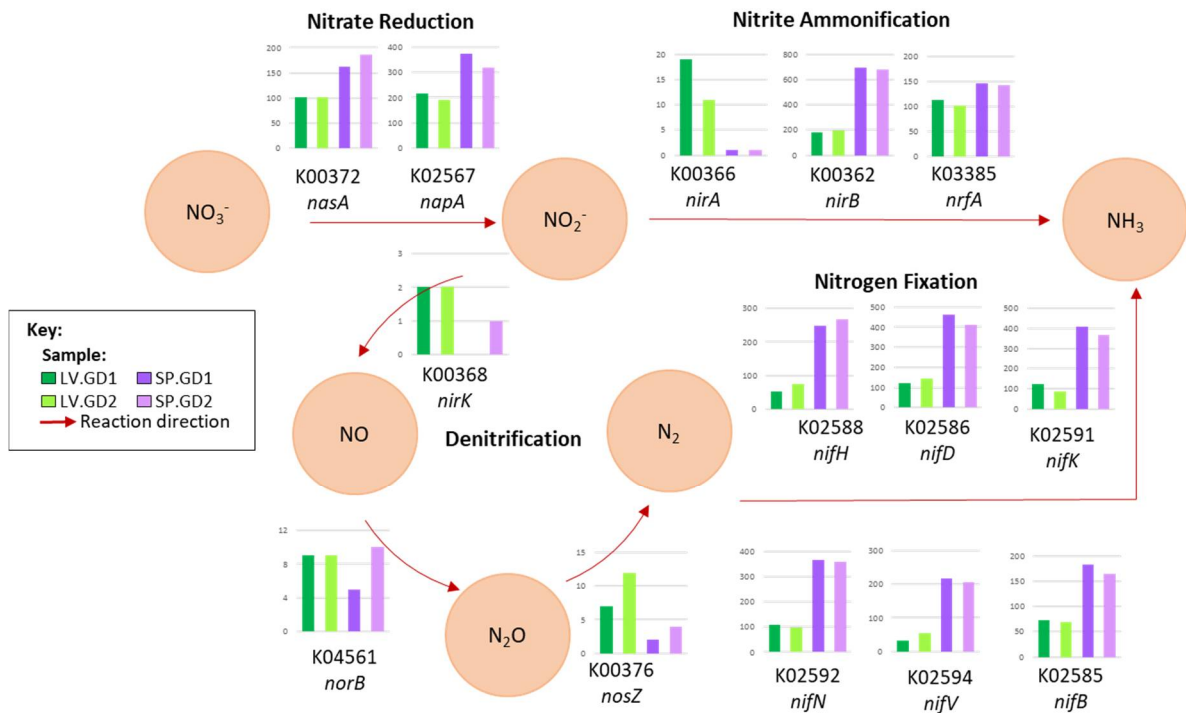 Nitrate Reduction
Nitrite Ammonification
200
150
100
50
0
400
300
200
100
0
20
15
10
5
0
800
600
400
200
0
200
150
100
50
0
K00372
nasA
K02567
napA
K00366
nirA
K00362
nirB
K03385
nrfA
NO₃⁻
NO₂⁻
NH₃
3
2
1
0
K00368
nirK
Nitrogen Fixation
300
200
100
0
500
400
300
200
100
0
500
400
300
200
100
0
K02588
nifH
K02586
nifD
K02591
nifK
Key:
Sample:
LV.GD1 SP.GD1
LV.GD2 SP.GD2
Reaction direction
NO
Denitrification
N₂
12
8
4
0
K04561
norB
N₂O
15
10
5
0
K00376
nosZ
400
300
200
100
0
300
200
100
0
200
150
100
50
0
K02592
nifN
K02594
nifV
K02585
nifB